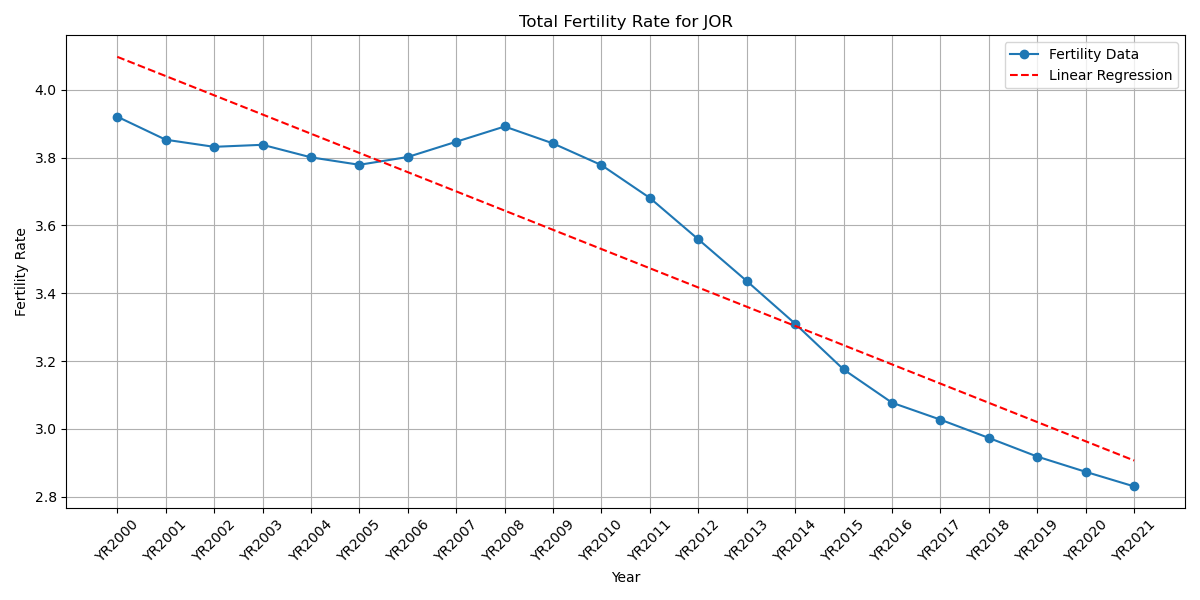 Total Fertility Rate for JOR
Fertility Data
Linear Regression
Fertility Rate
4.0
3.8
3.6
3.4
3.2
3.0
2.8
YR2000
YR2001
YR2002
YR2003
YR2004
YR2005
YR2006
YR2007
YR2008
YR2009
YR2010
YR2011
YR2012
YR2013
YR2014
YR2015
YR2016
YR2017
YR2018
YR2019
YR2020
YR2021
Year